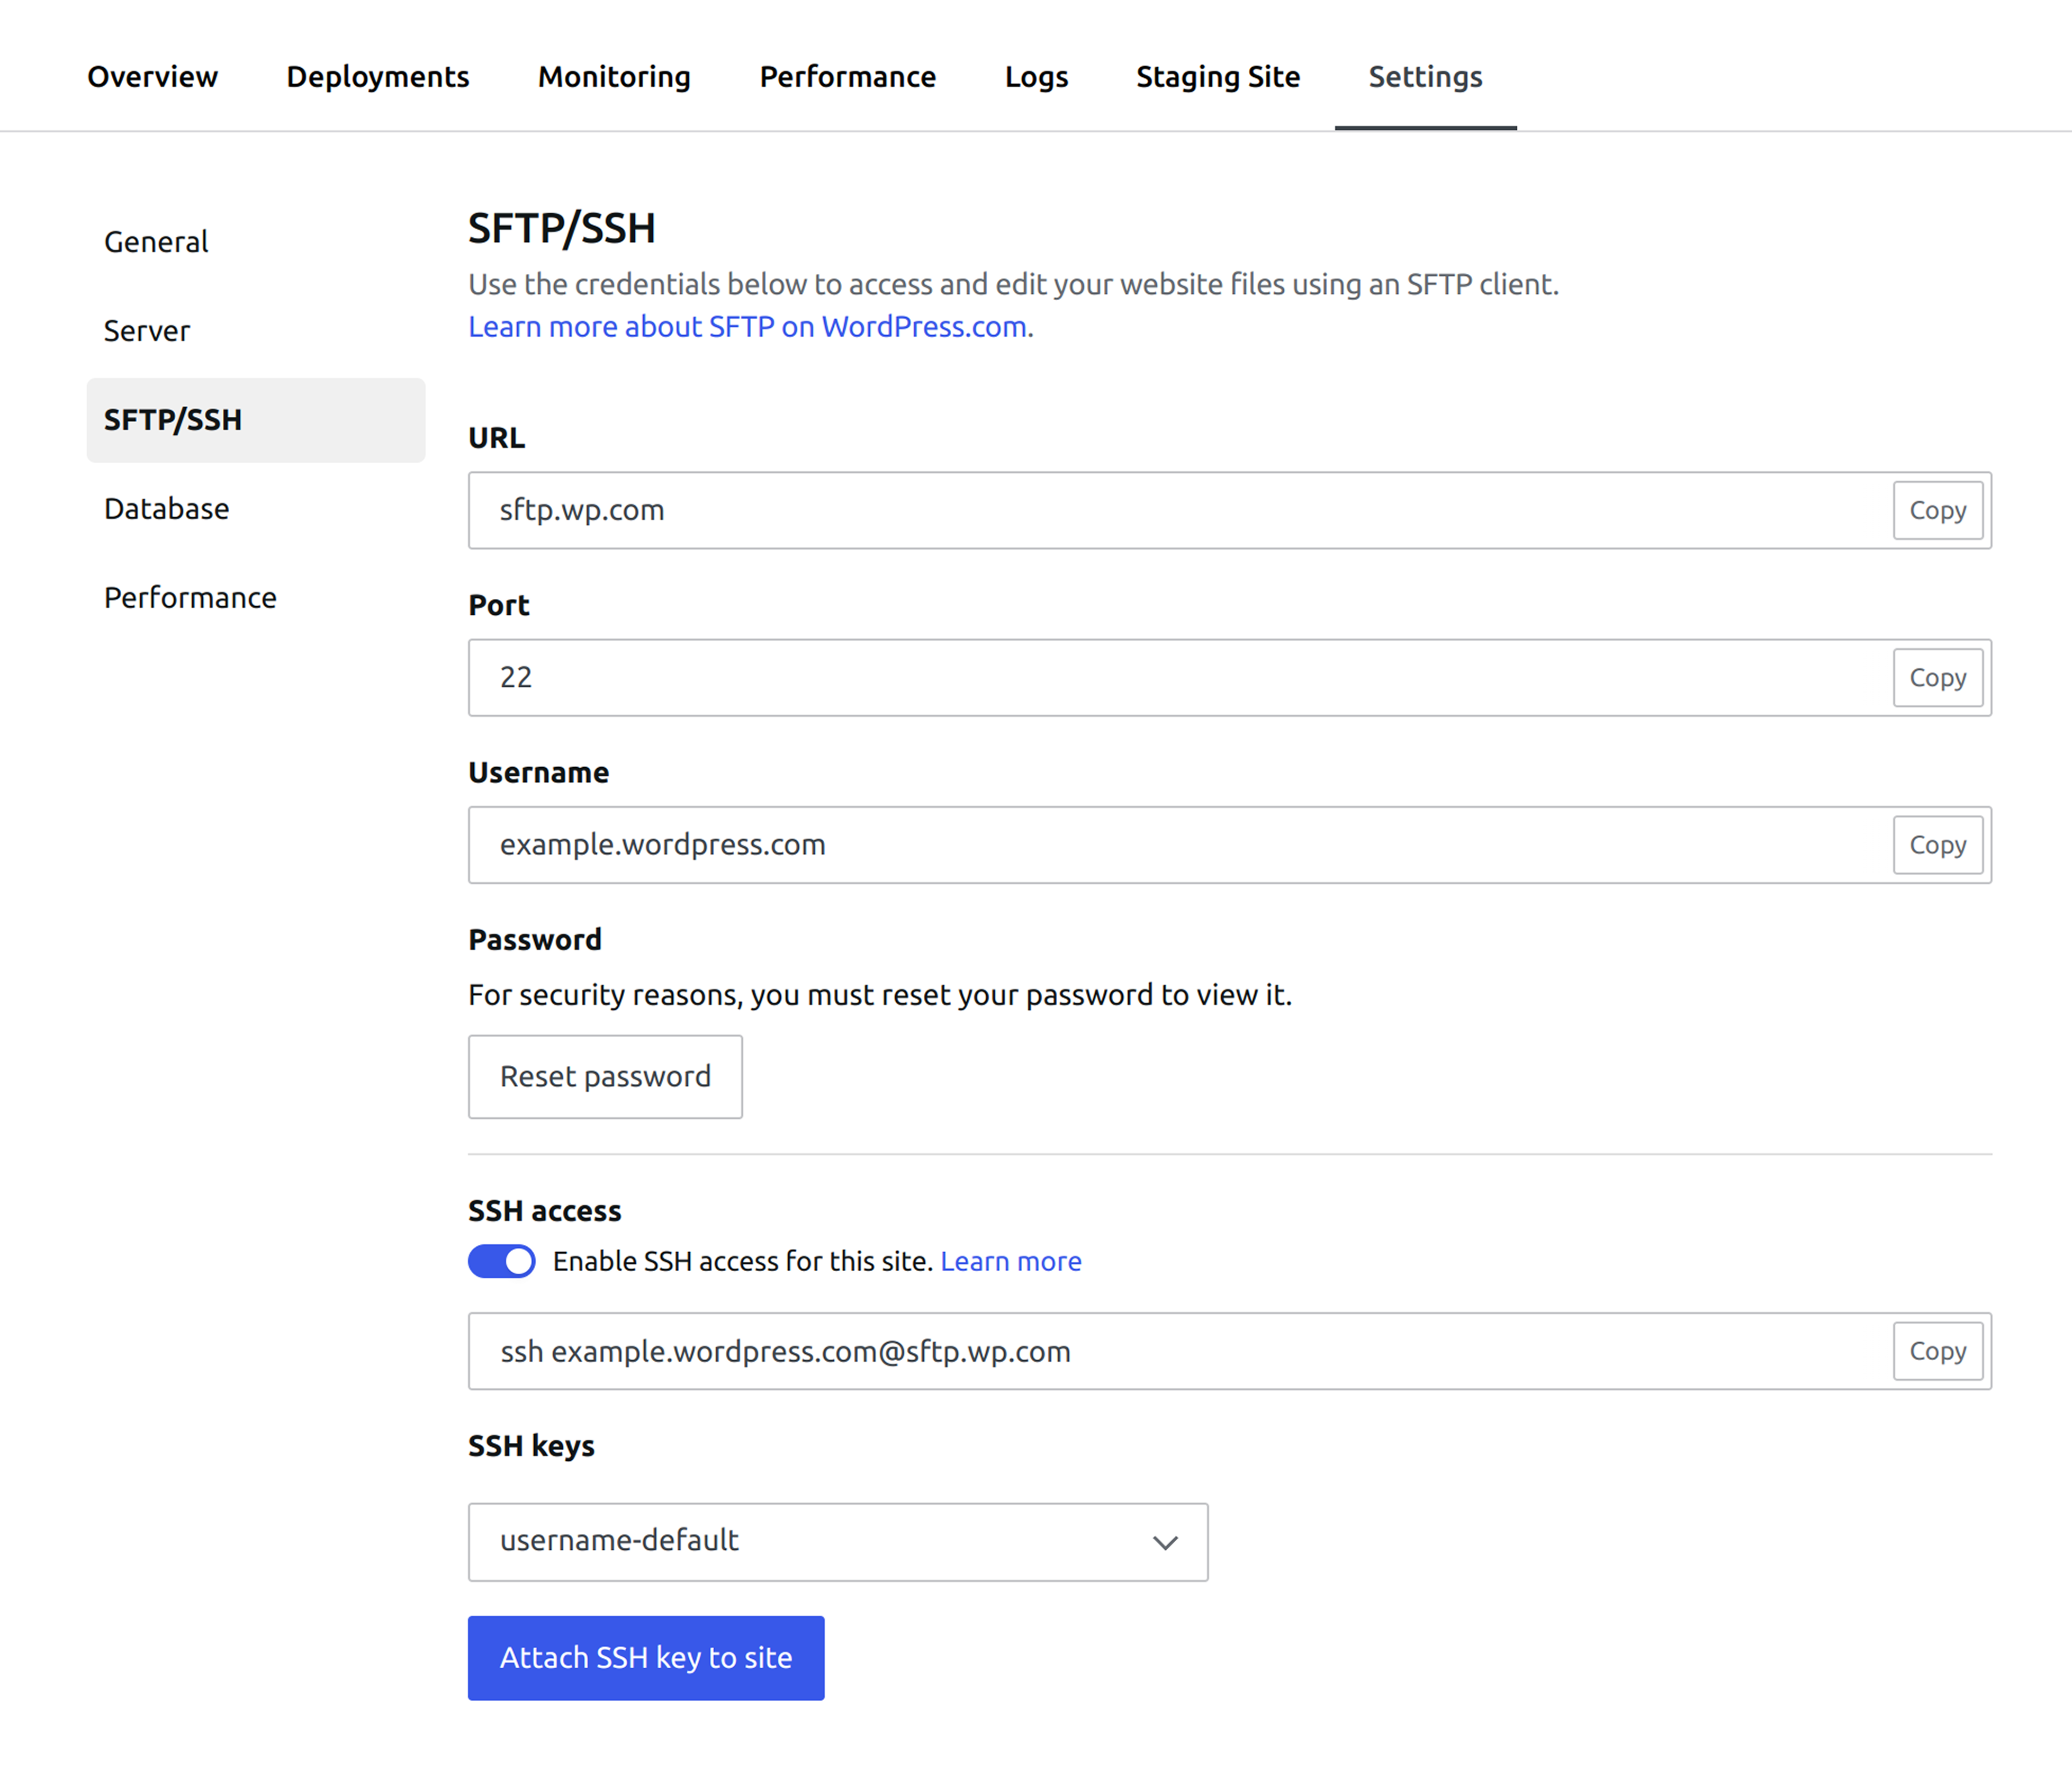 Overview Deployments Monitoring Performance Logs Staging Site Settings
General
Server
SFTP/SSH
Database
Performance
SFTP/SSH
Use the credentials below to access and edit your website files using an SFTP client.
Learn more about SFTP on WordPress.com.
URL
sftp.wp.com Copy
Port
22 Copy
Username
example.wordpress.com Copy
Password
For security reasons, you must reset your password to view it.
Reset password
SSH access
Enable SSH access for this site. Learn more
ssh example.wordpress.com@sftp.wp.com Copy
SSH keys
username-default
Attach SSH key to site